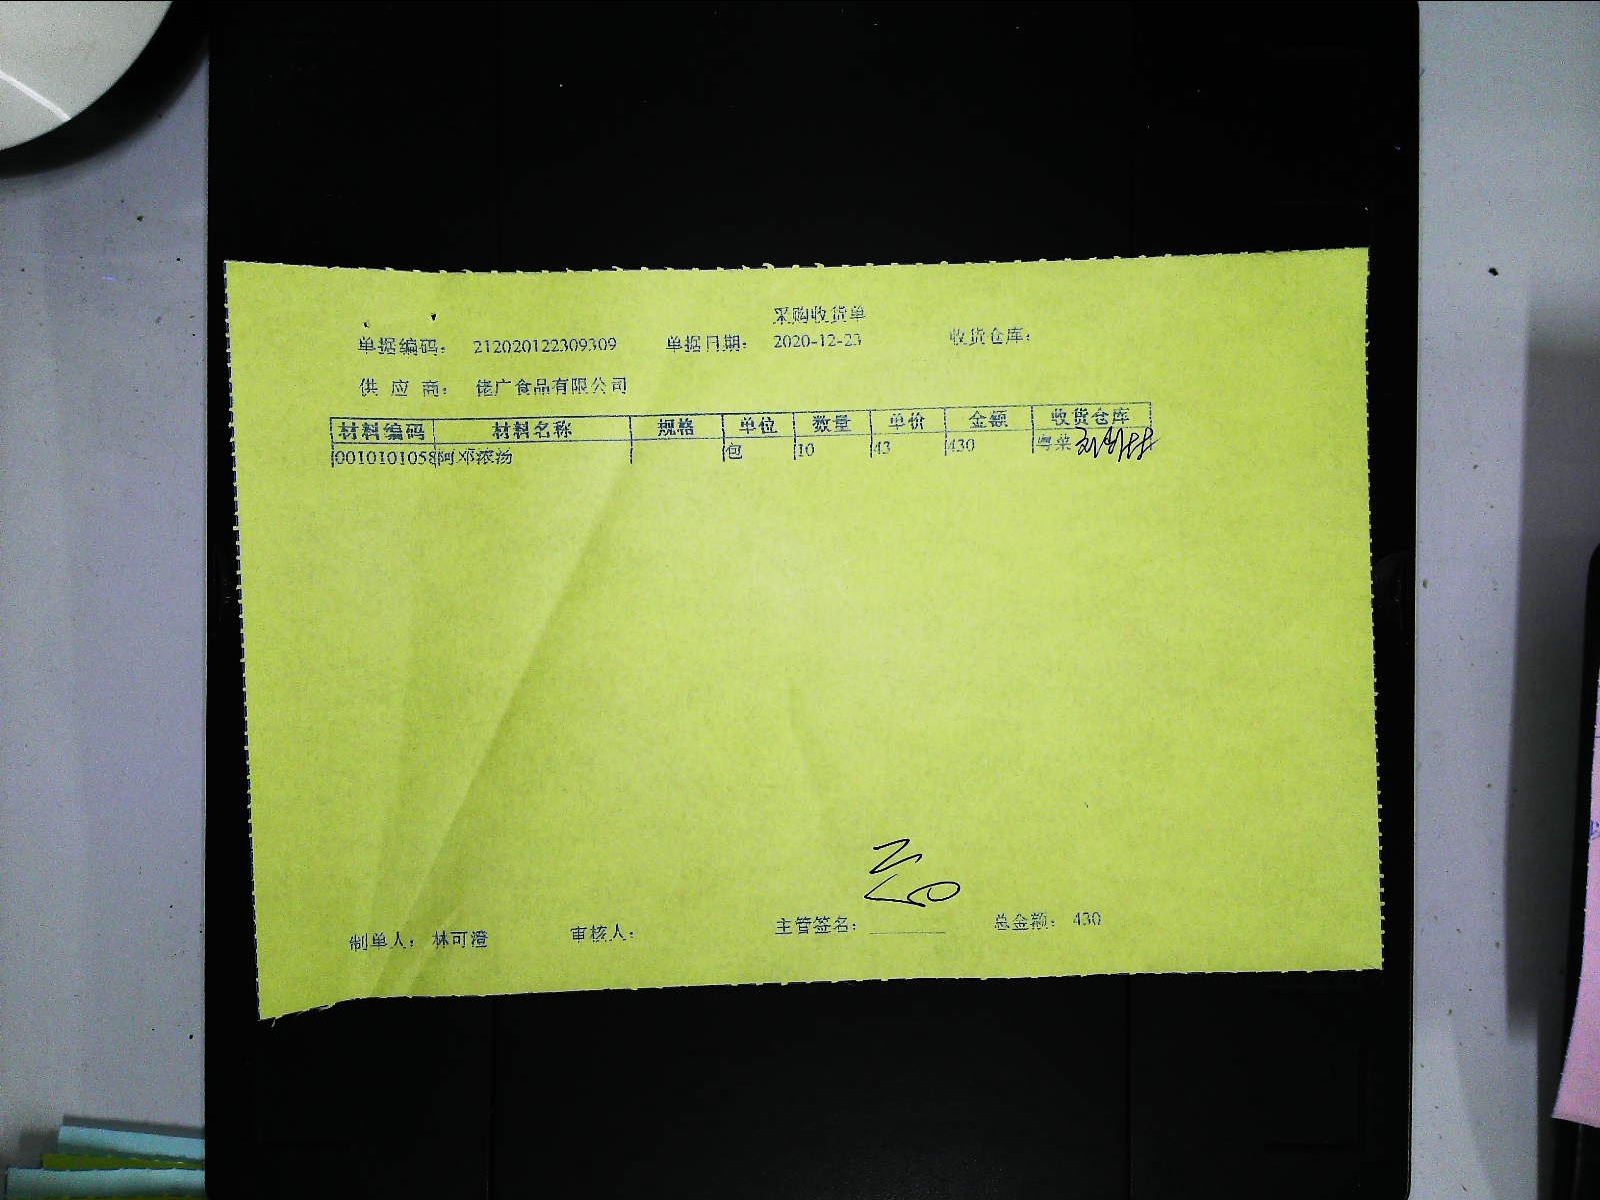 采购收货单
单据编码： 212020122309309 单据日期： 2020-12-23 收货仓库：
供 应 商： 佬广食品有限公司
材料编码 材料名称 规格 单位 数量 单价 金额 收货仓库
0010101058 阿邓浓汤 包 10 43 430 粤菜
制单人： 林可澄 审核人： 主管签名： 总金额： 430